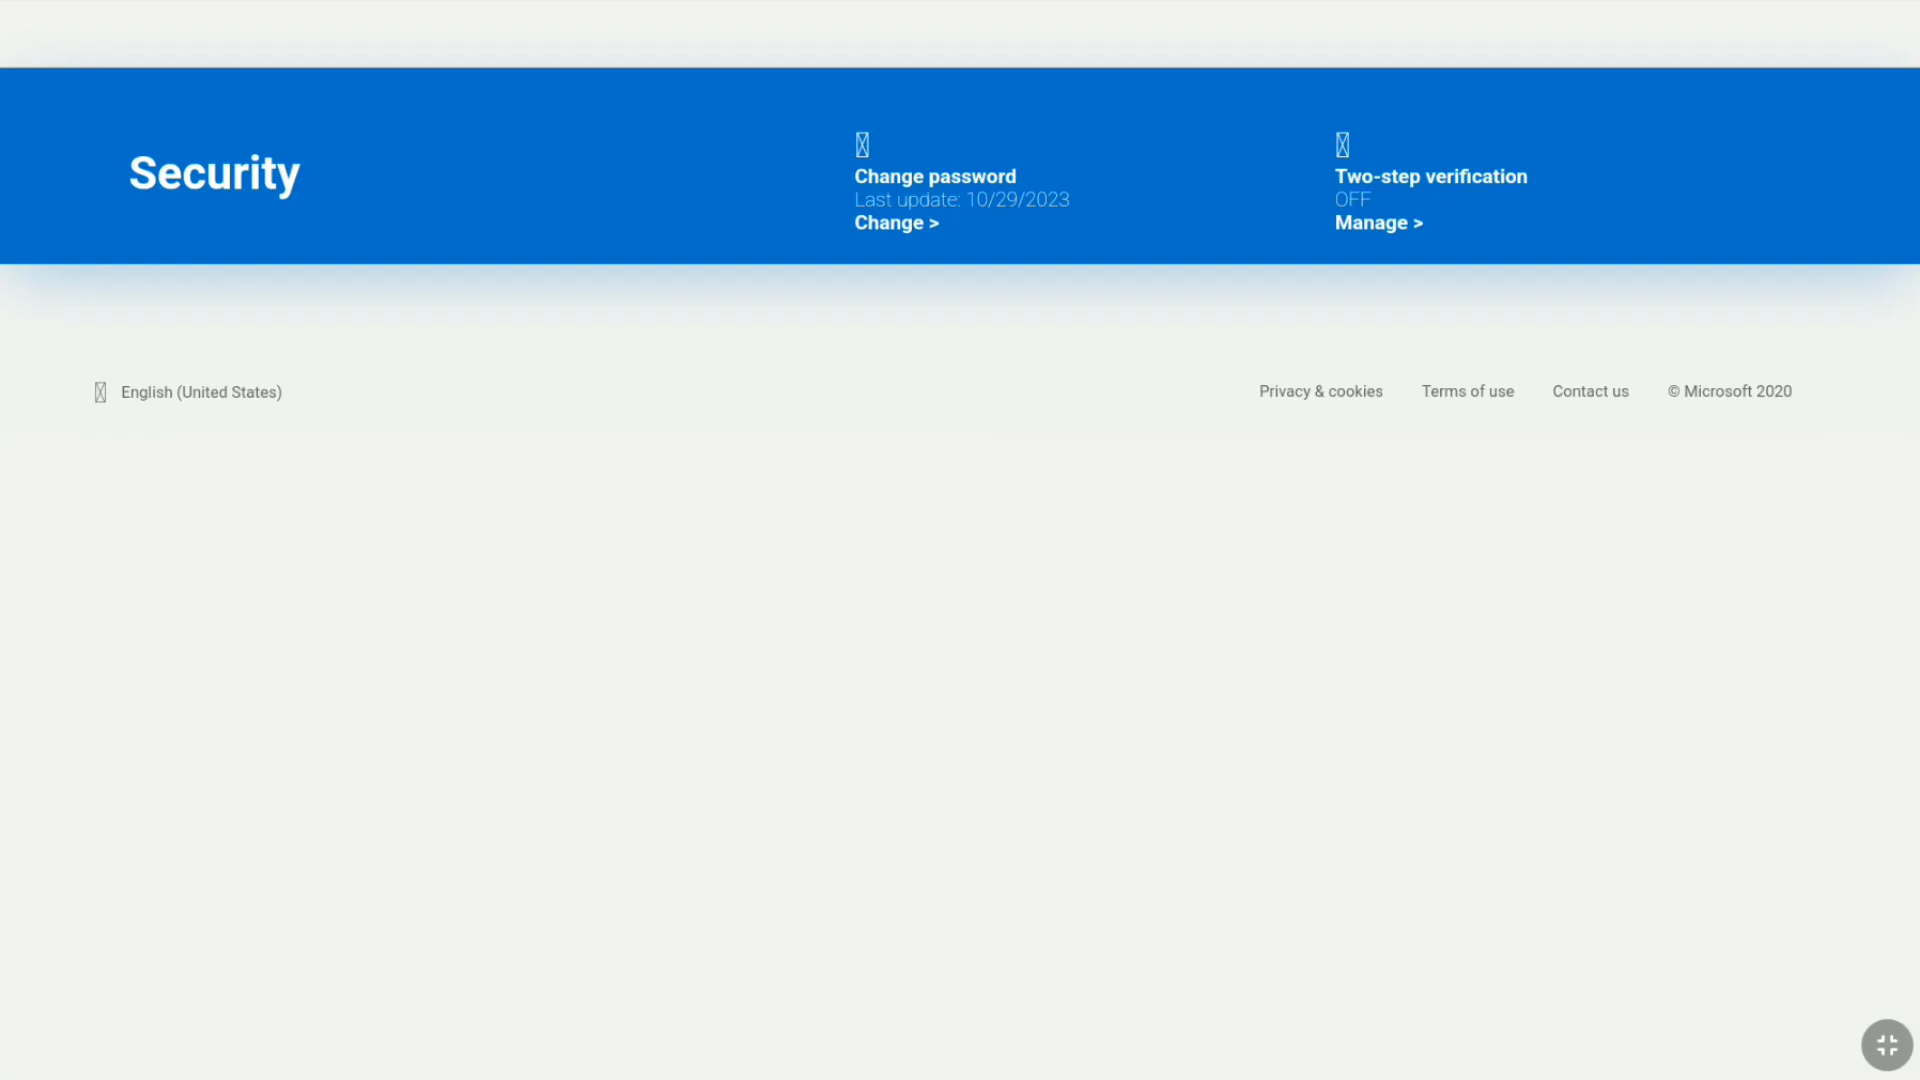 Security
Change password
Last update: 10/29/2023
Change >
Two-step verification
OFF
Manage >
English (United States)
Privacy & cookies
Terms of use
Contact us
© Microsoft 2020